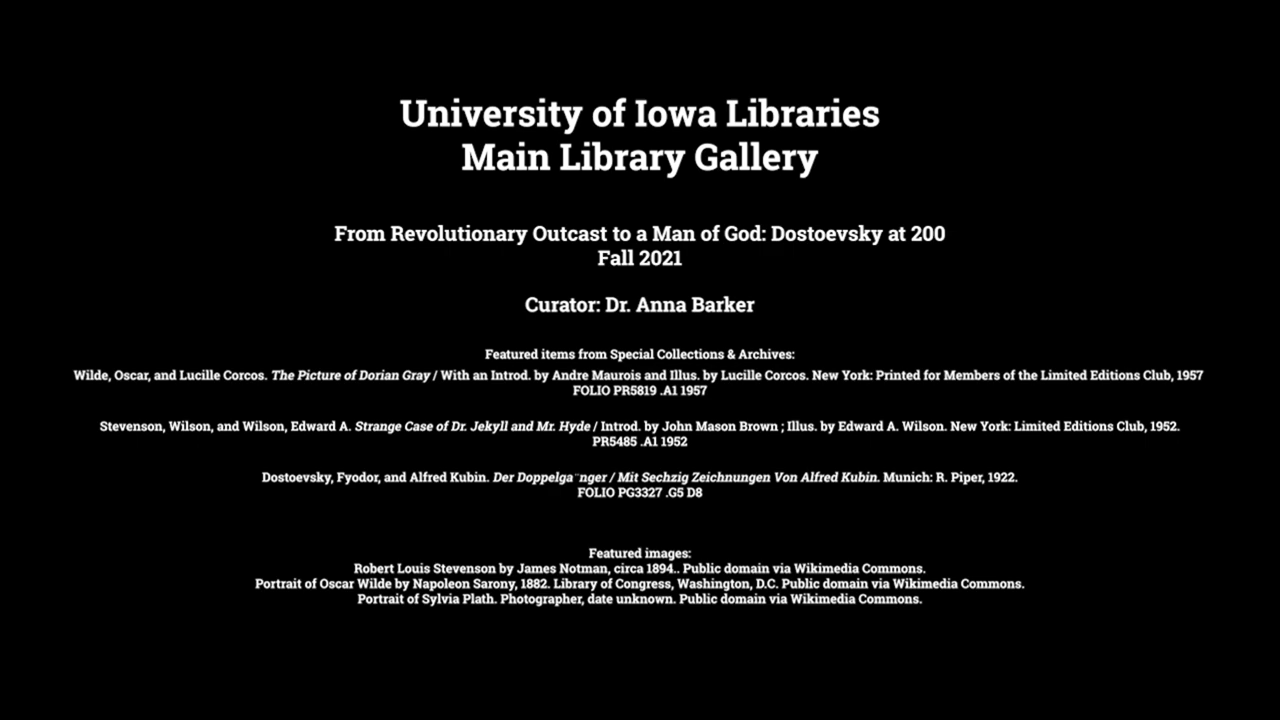 University of Iowa Libraries
Main Library Gallery
From Revolutionary Outcast to a Man of God: Dostoevsky at 200
Fall 2021
Curator: Dr. Anna Barker
Featured items from Special Collections & Archives:
Wilde, Oscar, and Lucille Corcos. The Picture of Dorian Gray / With an Introd. by Andre Maurois and Illus. by Lucille Corcos. New York: Printed for Members of the Limited Editions Club, 1957
FOLIO PR5819 .A1 1957
Stevenson, Wilson, and Wilson, Edward A. Strange Case of Dr. Jekyll and Mr. Hyde / Introd. by John Mason Brown ; Illus. by Edward A. Wilson. New York: Limited Editions Club, 1952.
PR5485 .A1 1952
Dostoevsky, Fyodor, and Alfred Kubin. Der Doppelga¨nger / Mit Sechzig Zeichnungen Von Alfred Kubin. Munich: R. Piper, 1922.
FOLIO PG3327 .G5 D8
Featured images:
Robert Louis Stevenson by James Notman, circa 1894.. Public domain via Wikimedia Commons.
Portrait of Oscar Wilde by Napoleon Sarony, 1882. Library of Congress, Washington, D.C. Public domain via Wikimedia Commons.
Portrait of Sylvia Plath. Photographer, date unknown. Public domain via Wikimedia Commons.